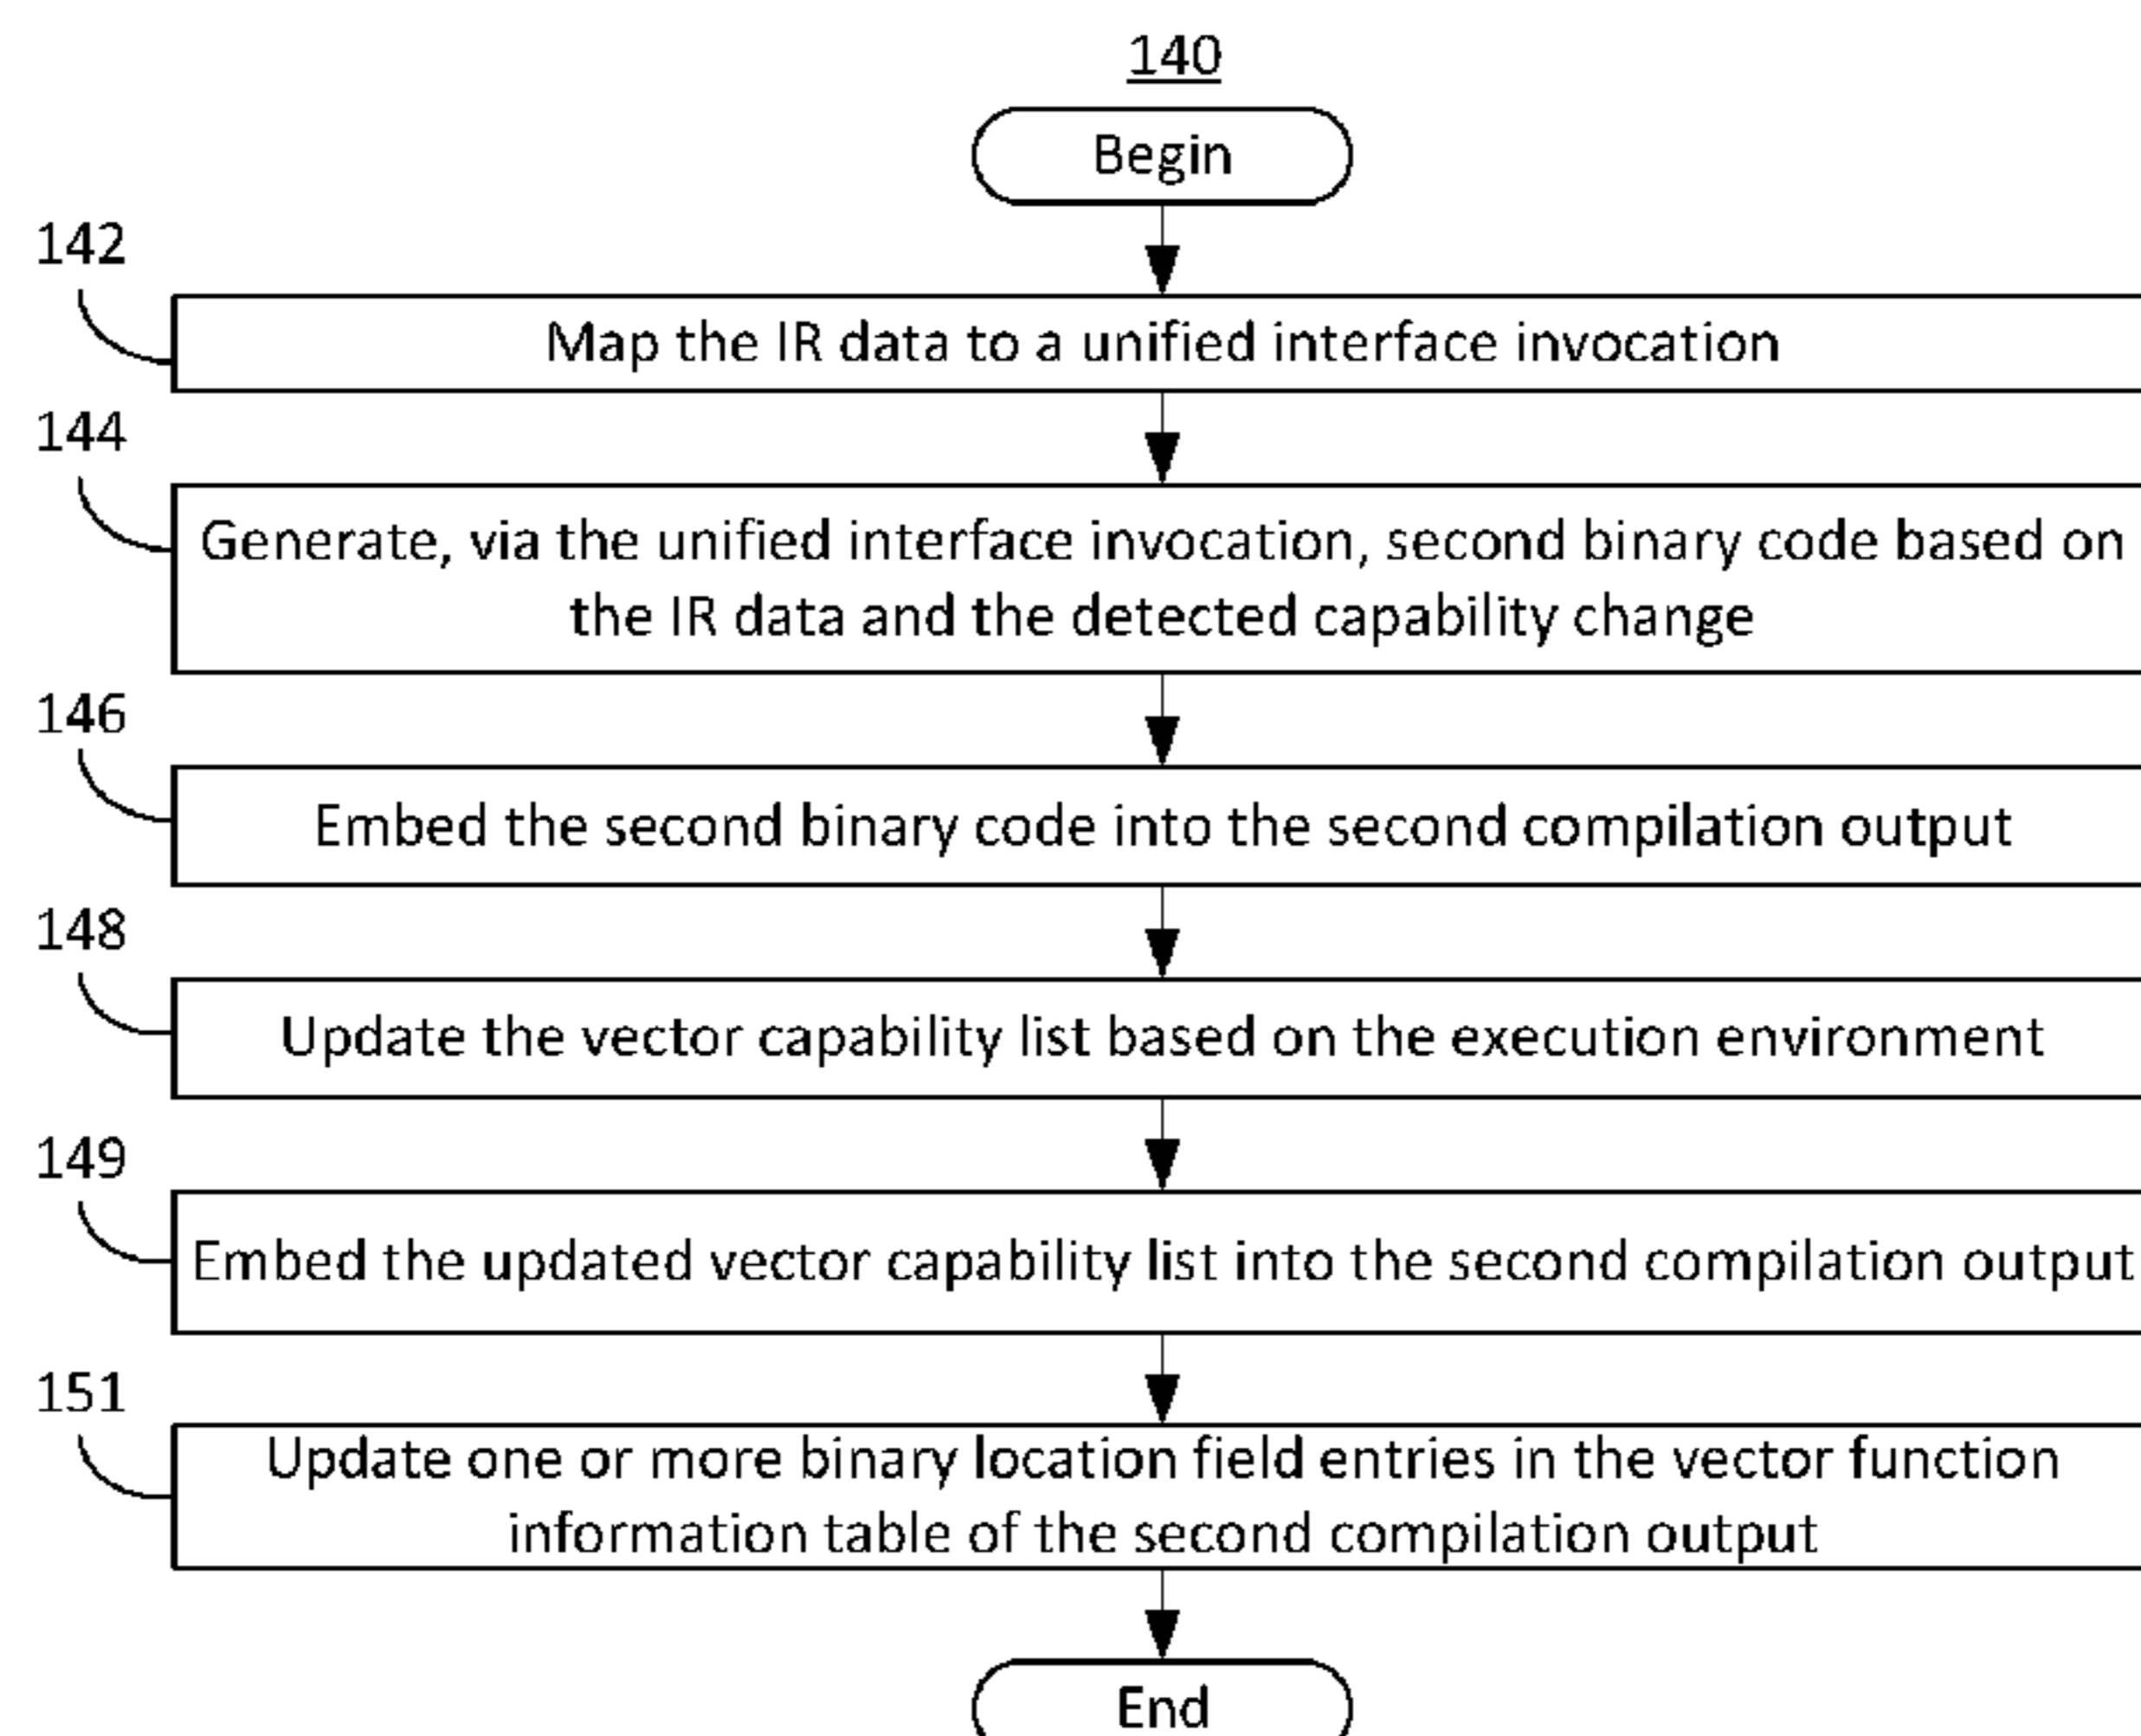 140
Begin
142
Map the IR data to a unified interface invocation
144
Generate, via the unified interface invocation, second binary code based on
the IR data and the detected capability change
146
Embed the second binary code into the second compilation output
148
Update the vector capability list based on the execution environment
149
Embed the updated vector capability list into the second compilation output
151
Update one or more binary location field entries in the vector function
information table of the second compilation output
End